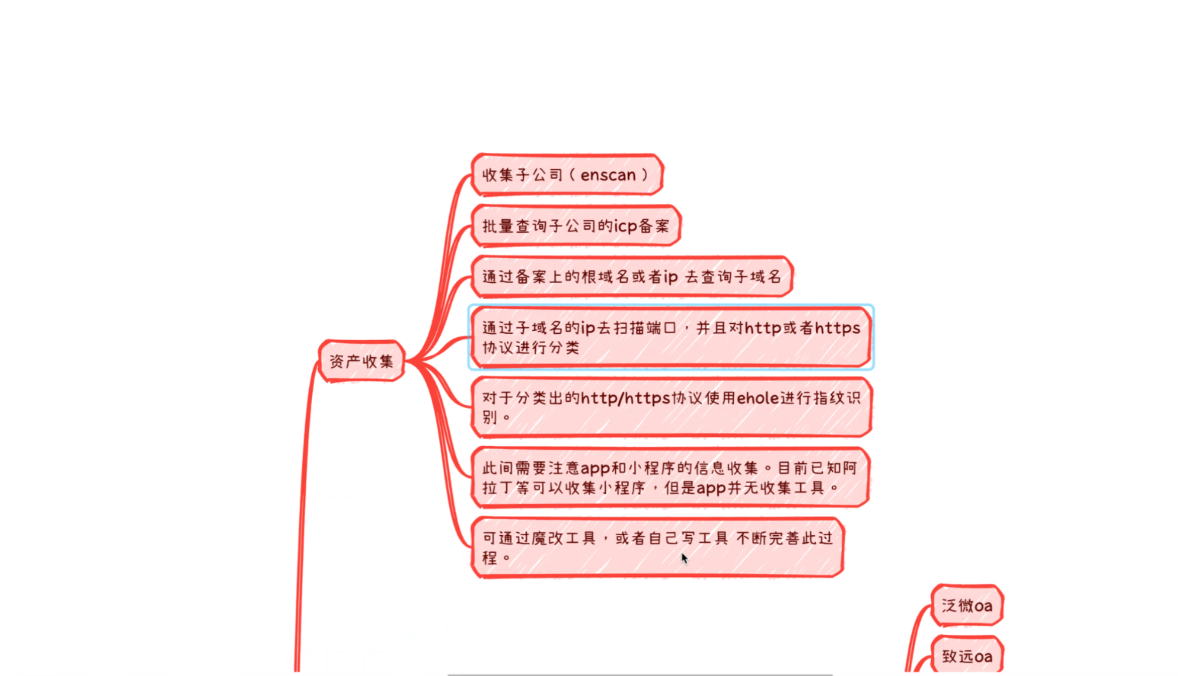 收集子公司（enscan）
批量查询子公司的icp备案
通过备案上的根域名或者ip 去查询子域名
通过子域名的ip去扫描端口，并且对http或者https
协议进行分类
资产收集
对于分类出的http/https协议使用ehole进行指纹识
别。
此间需要注意app和小程序的信息收集。目前已知阿
拉丁等可以收集小程序，但是app并无收集工具。
可通过魔改工具，或者自己写工具 不断完善此过
程。
泛微oa
致远oa